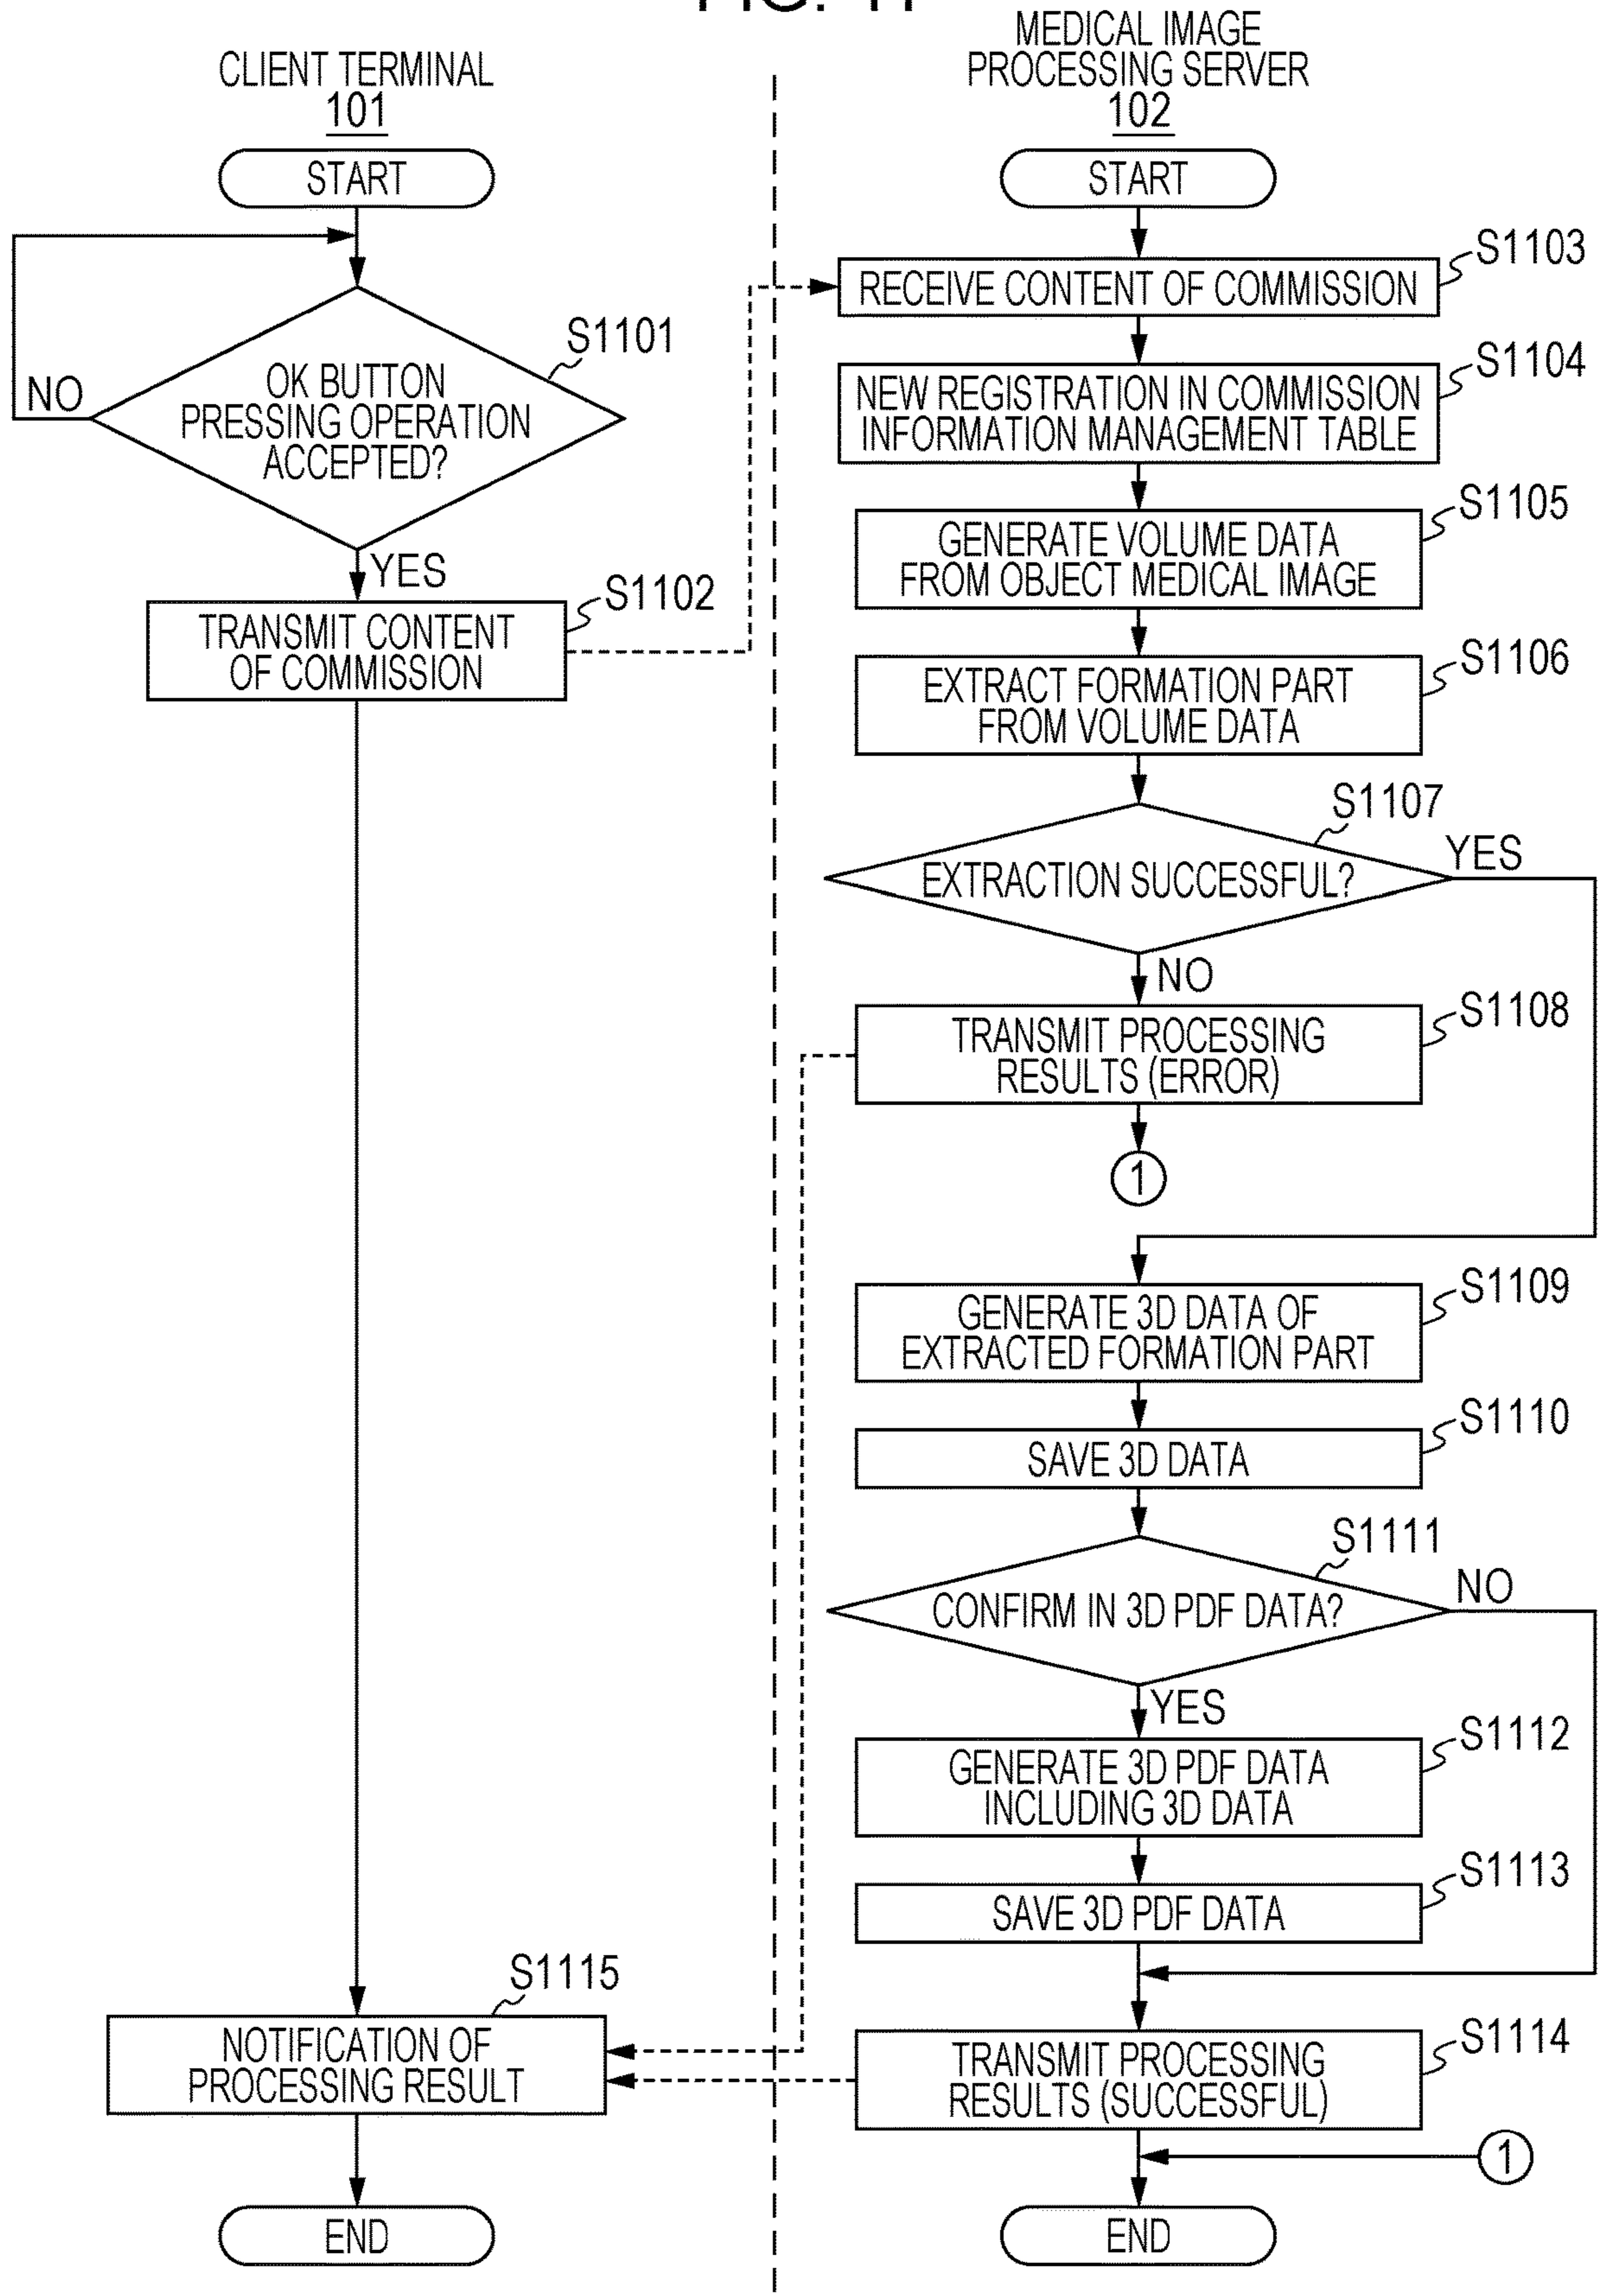 CLIENT TERMINAL
101
START
S1101
OK BUTTON
PRESSING OPERATION
ACCEPTED?
NO
YES
S1102
TRANSMIT CONTENT
OF COMMISSION
S1115
NOTIFICATION OF
PROCESSING RESULT
END
MEDICAL IMAGE
PROCESSING SERVER
102
START
S1103
RECEIVE CONTENT OF COMMISSION
S1104
NEW REGISTRATION IN COMMISSION
INFORMATION MANAGEMENT TABLE
S1105
GENERATE VOLUME DATA
FROM OBJECT MEDICAL IMAGE
S1106
EXTRACT FORMATION PART
FROM VOLUME DATA
S1107
YES
EXTRACTION SUCCESSFUL?
NO
S1108
TRANSMIT PROCESSING
RESULTS (ERROR)
1
S1109
GENERATE 3D DATA OF
EXTRACTED FORMATION PART
S1110
SAVE 3D DATA
S1111
NO
CONFIRM IN 3D PDF DATA?
YES
S1112
GENERATE 3D PDF DATA
INCLUDING 3D DATA
S1113
SAVE 3D PDF DATA
S1114
TRANSMIT PROCESSING
RESULTS (SUCCESSFUL)
1
END